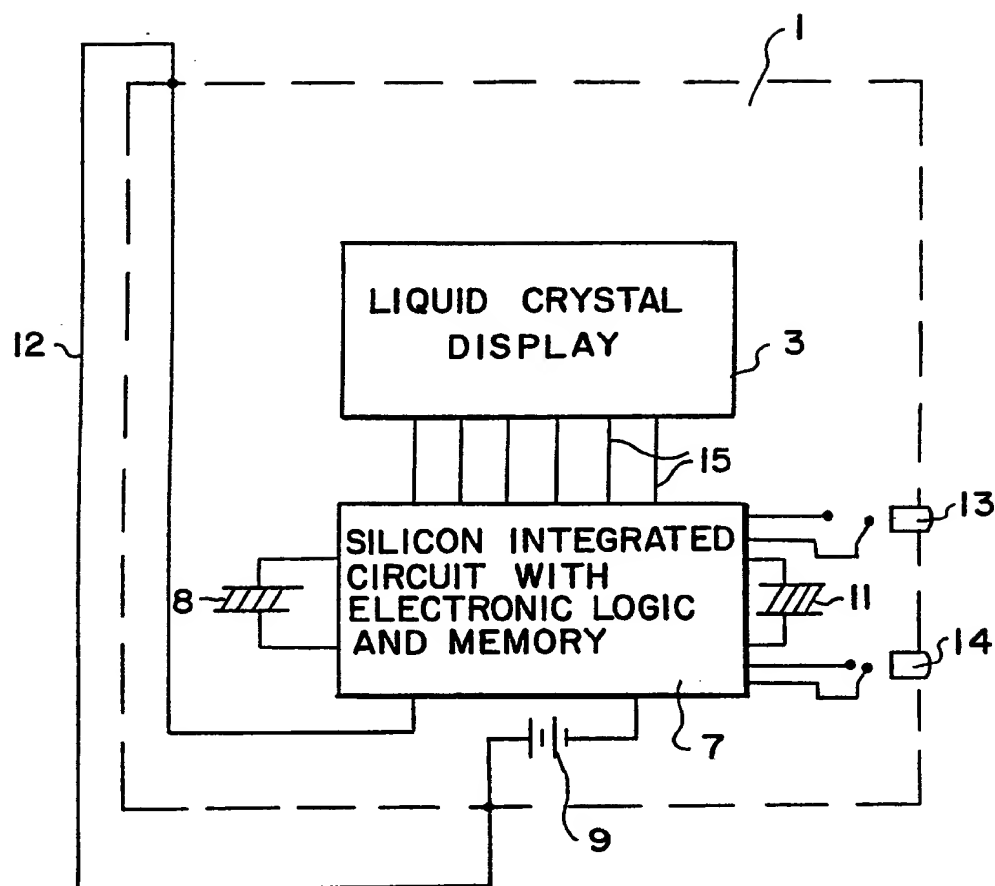 1
LIQUID CRYSTAL
DISPLAY
12
3
15
13
SILICON INTEGRATED
CIRCUIT WITH
ELECTRONIC LOGIC
AND MEMORY
8
11
14
7
9